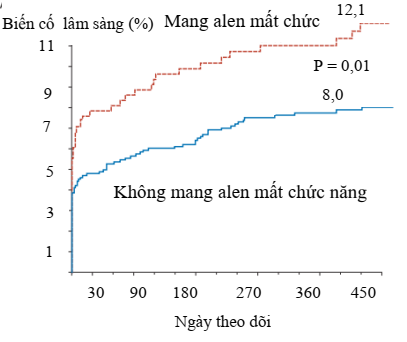 Biến cố lâm sàng (%)
Mang alen mất chức
12,1
11
9
7
5
3
1
P = 0,01
8,0
Không mang alen mất chức năng
30 90 180 270 360 450
Ngày theo dõi